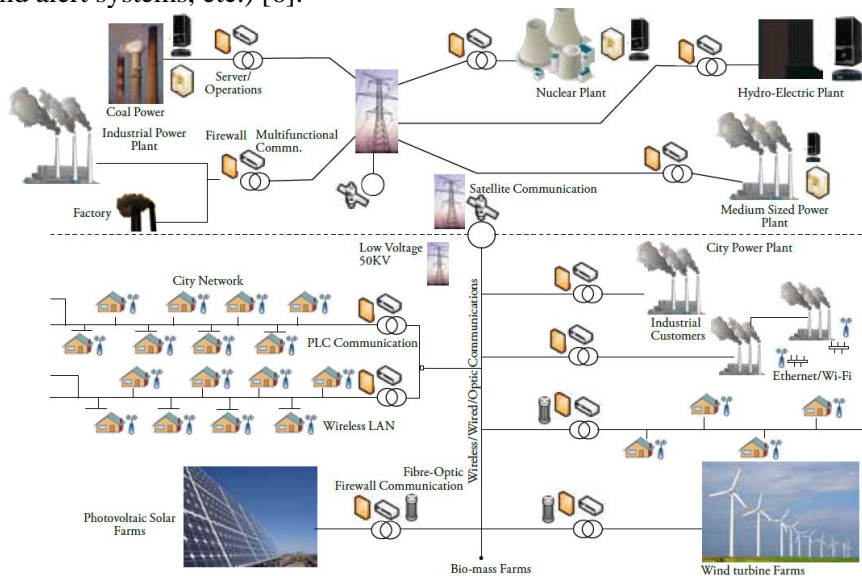 nd alert systems, etc.) [8].
Server/
Operations
Coal Power
Nuclear Plant
Hydro-Electric Plant
Industrial Power
Plant
Firewall
Multifunctional
Commn.
Satellite Communication
Factory
Medium Sized Power
Plant
Low Voltage
50KV
City Power Plant
City Network
PLC Communication
Industrial
Customers
Wireless/Wired/Optic Communications
Ethernet/Wi-Fi
Wireless LAN
Fibre-Optic
Firewall Communication
Photovoltaic Solar
Farms
Bio-mass Farms
Wind turbine Farms